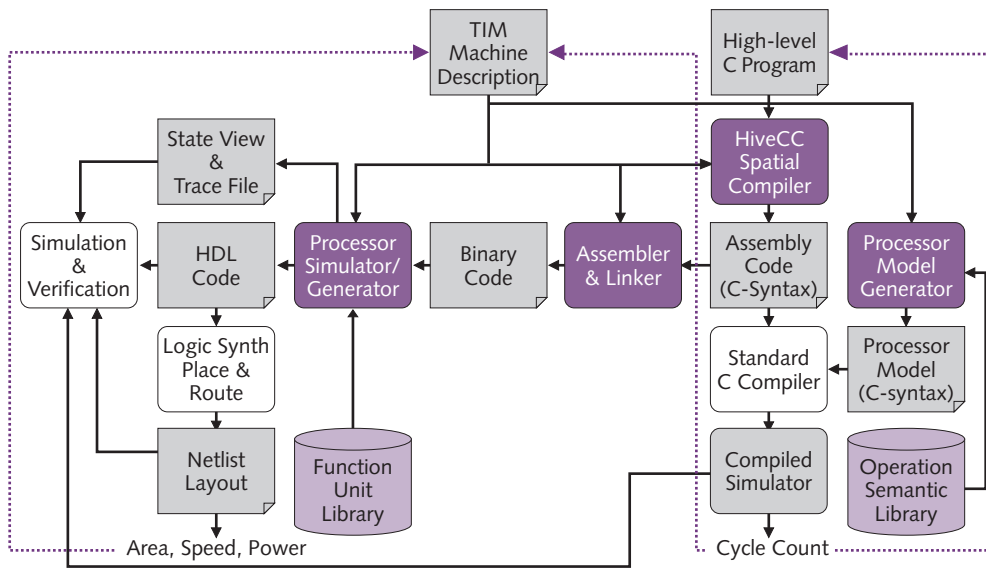 TIM
Machine
Description
High-level
C Program
State View
&
Trace File
HiveCC
Spatial
Compiler
Simulation
&
Verification
HDL
Code
Processor
Simulator/
Generator
Binary
Code
Assembler
& Linker
Assembly
Code
(C-Syntax)
Processor
Model
Generator
Logic Synth
Place &
Route
Standard
C Compiler
Processor
Model
(C-syntax)
Netlist
Layout
Function
Unit
Library
Compiled
Simulator
Operation
Semantic
Library
Area, Speed, Power
Cycle Count